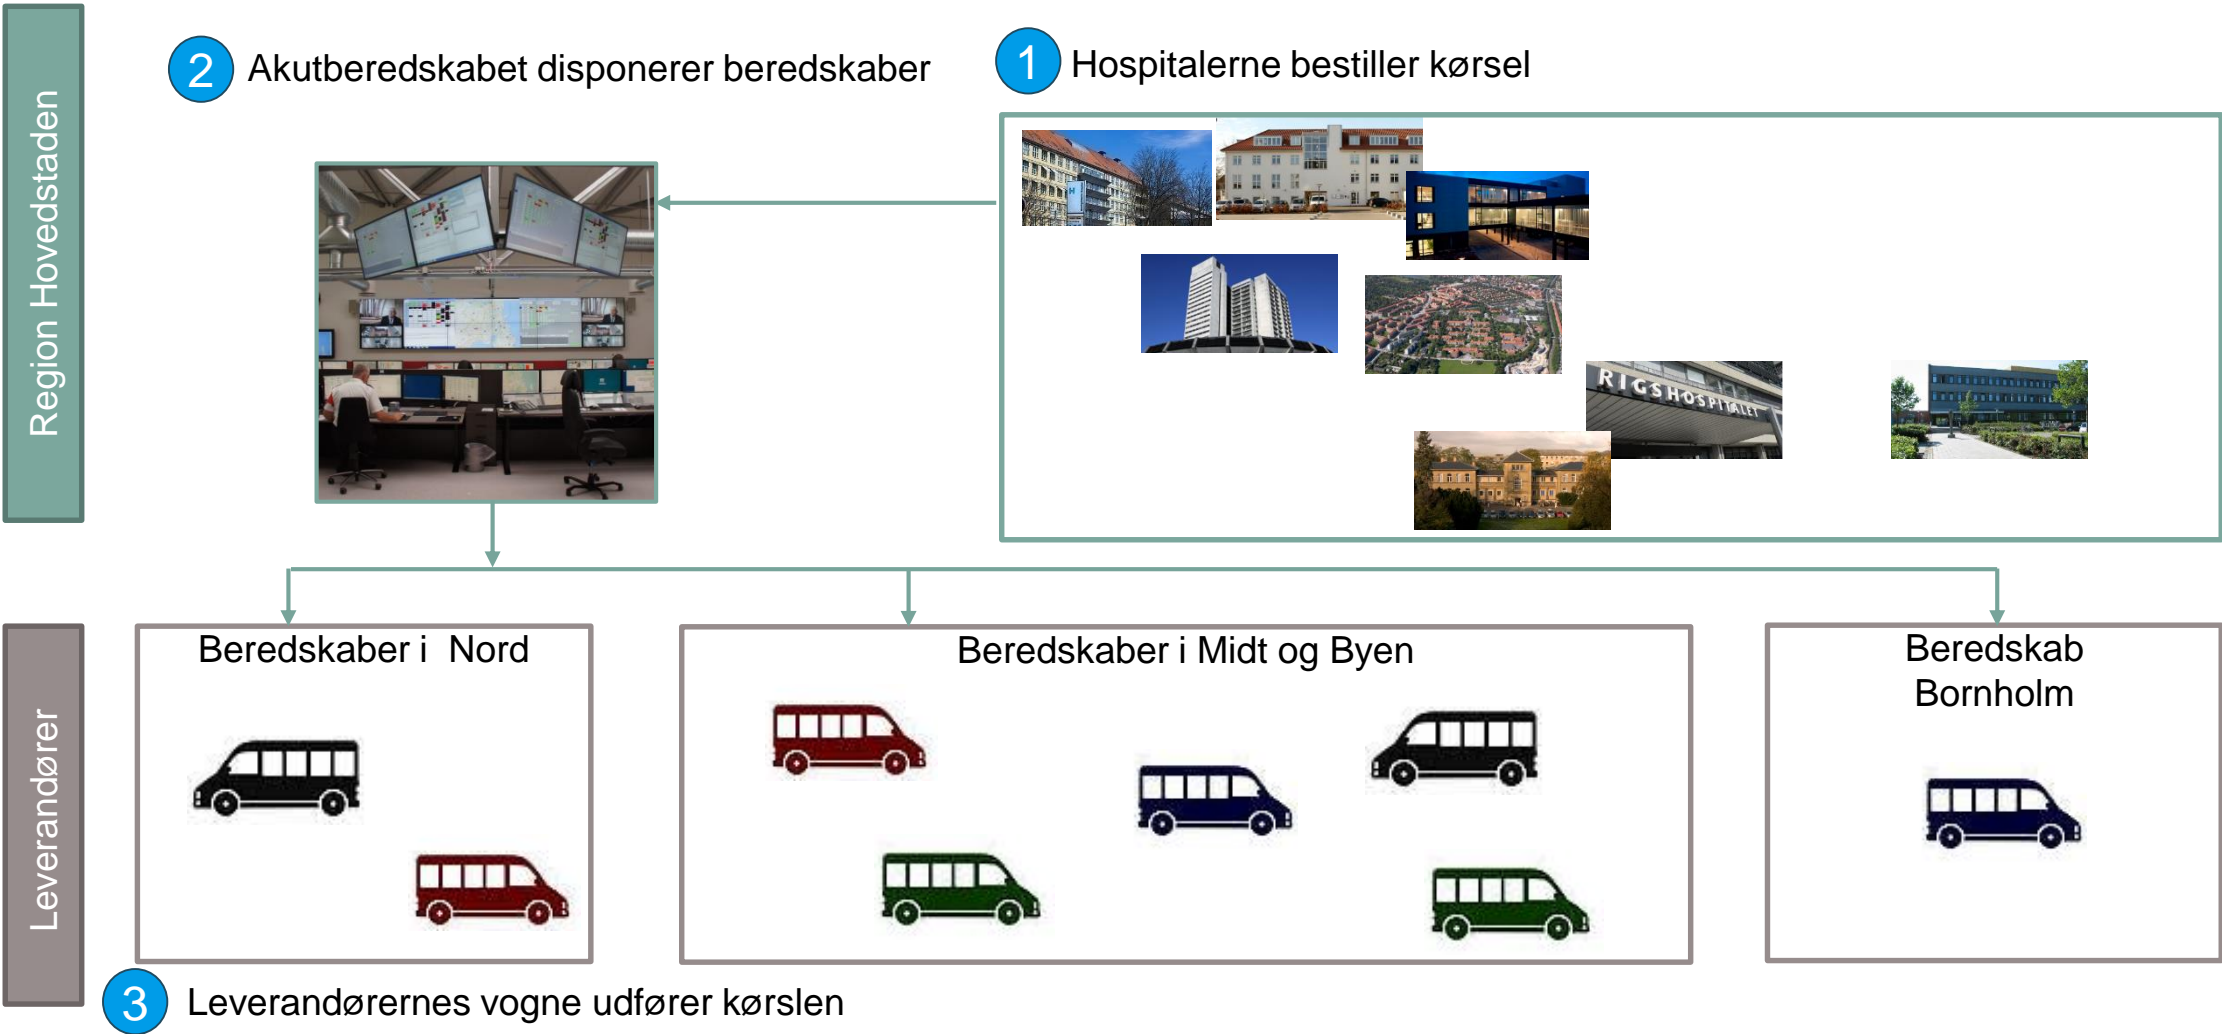 Region Hovedstaden
2 Akutberedskabet disponerer beredskaber
1 Hospitalerne bestiller kørsel
H
RIGSHOSPITALET
Leverandører
Beredskaber i  Nord
Beredskaber i Midt og Byen
Beredskab
Bornholm
3 Leverandørernes vogne udfører kørslen